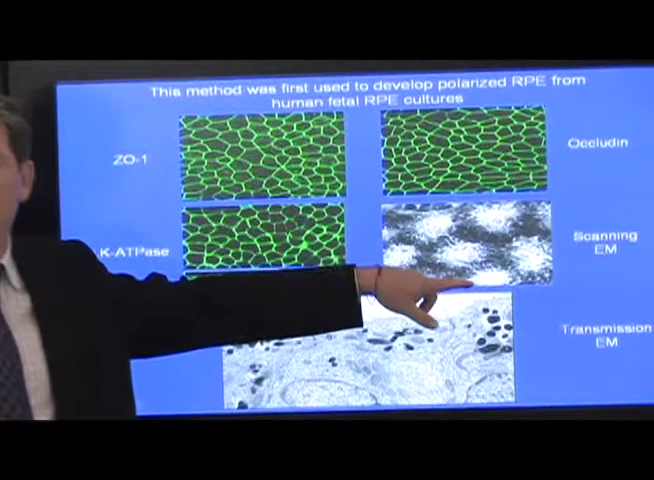 This method was first used to develop polarized RPE from
human fetal RPE cultures
ZO-1
Occludin
K-ATPase
Scanning
EM
Transmission
EM